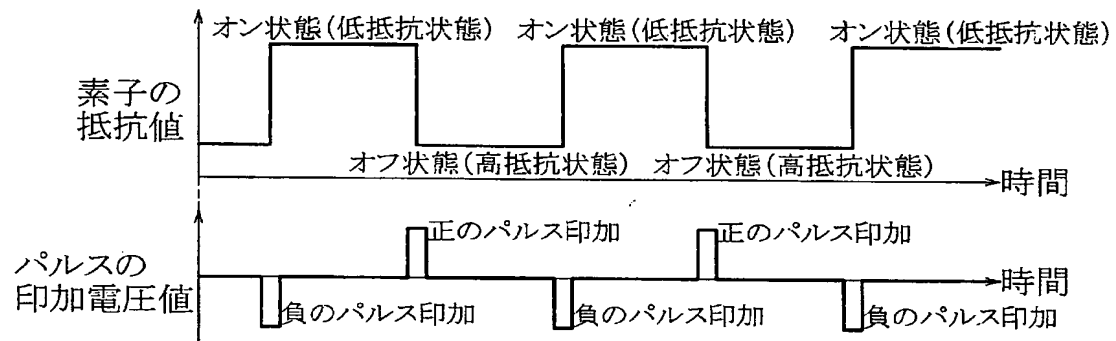 オン状態(低抵抗状態)
オン状態(低抵抗状態)
オン状態(低抵抗状態)
素子の
抵抗値
オフ状態(高抵抗状態)
オフ状態(高抵抗状態)
時間
正のパルス印加
正のパルス印加
パルスの
印加電圧値
時間
負のパルス印加
負のパルス印加
負のパルス印加